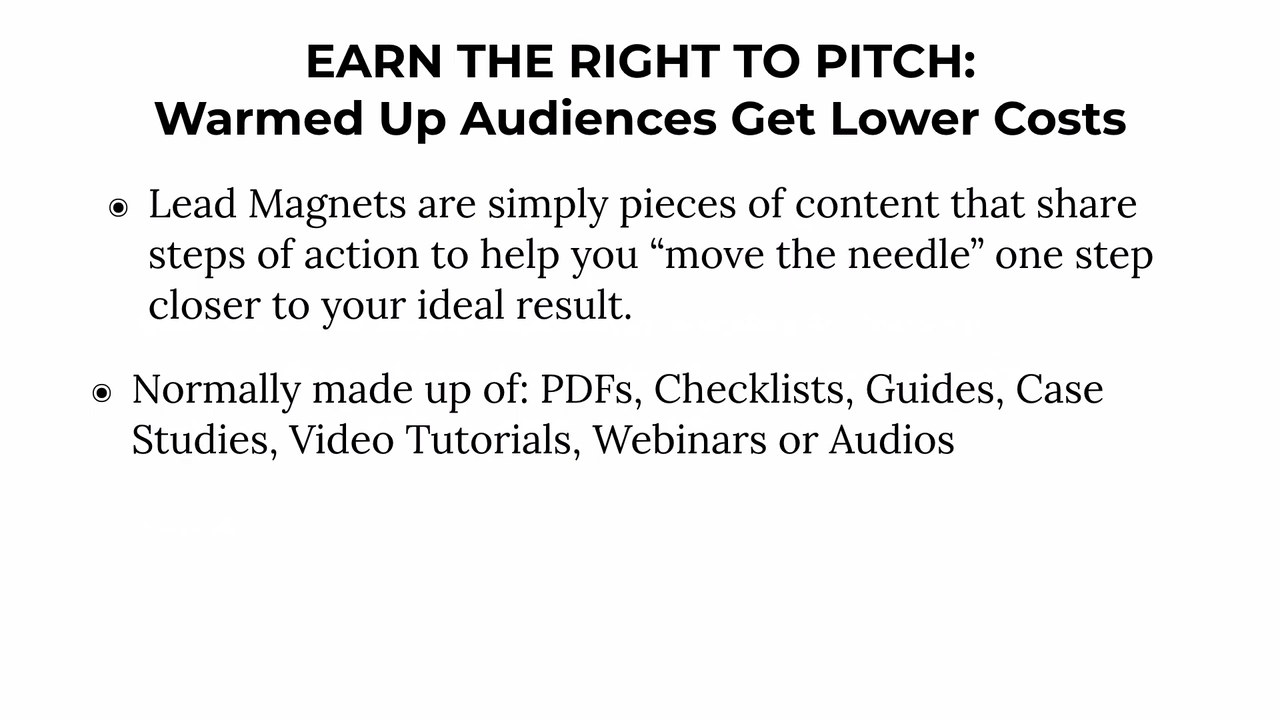 EARN THE RIGHT TO PITCH:
Warmed Up Audiences Get Lower Costs
◉ Lead Magnets are simply pieces of content that share
steps of action to help you “move the needle” one step
closer to your ideal result.
◉ Normally made up of: PDFs, Checklists, Guides, Case
Studies, Video Tutorials, Webinars or Audios